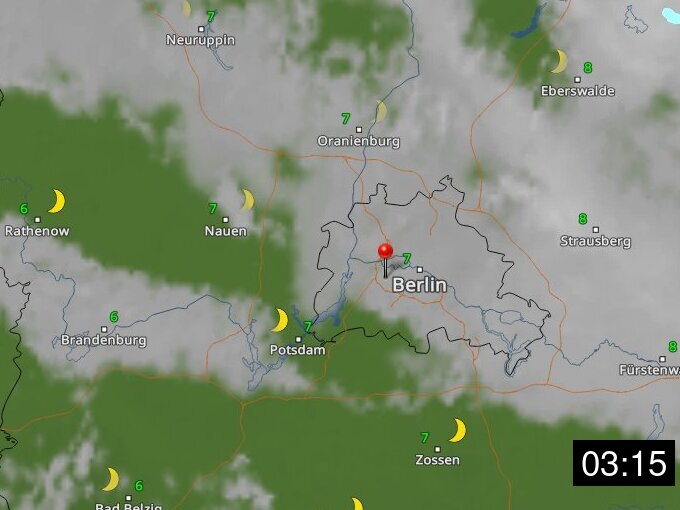 7
Neuruppin
8
Eberswalde
7
Oranienburg
6
Rathenow
7
Nauen
8
Strausberg
7
Berlin
6
Brandenburg
7
Potsdam
8
Fürstenwa
7
Zossen
03:15
6
Bad Belzig